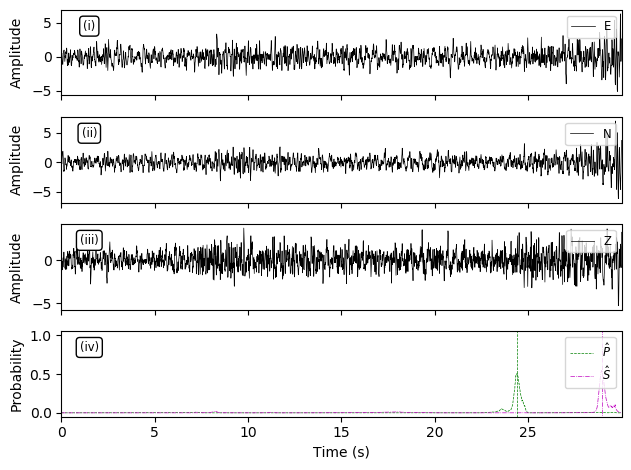 (i)
E
Amplitude
5
0
−5
(ii)
N
Amplitude
5
0
−5
(iii)
Z
Amplitude
0
−5
(iv)
P̂
Ŝ
Probability
1.0
0.5
0.0
0 5 10 15 20 25
Time (s)